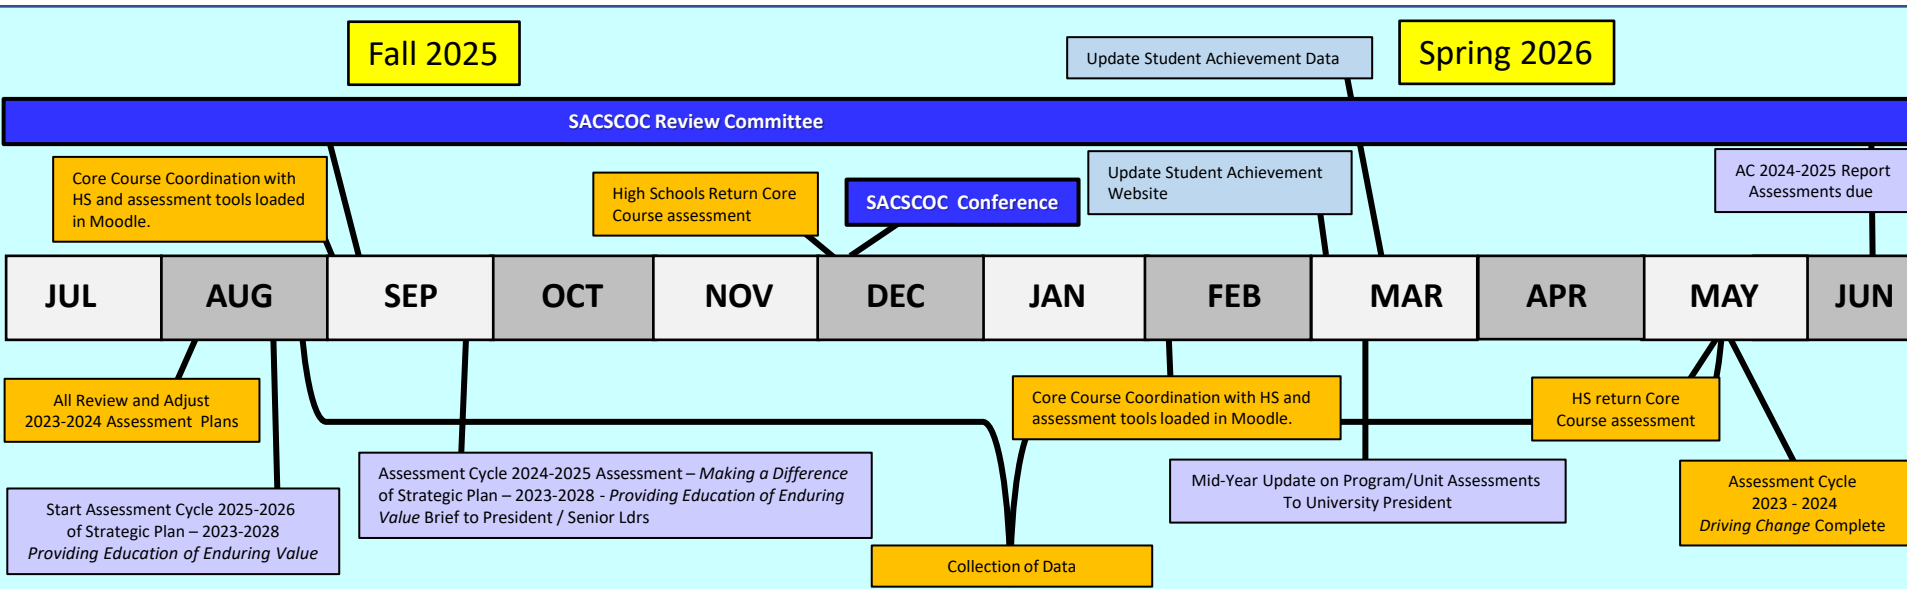 Fall 2025
Update Student Achievement Data
Spring 2026
SACSCOC Review Committee
Core Course Coordination with
HS and assessment tools loaded
in Moodle.
High Schools Return Core
Course assessment
SACSCOC  Conference
Update Student Achievement
Website
AC 2024-2025 Report
Assessments due
JUL
AUG
SEP
OCT
NOV
DEC
JAN
FEB
MAR
APR
MAY
JUN
All Review and Adjust
2023-2024 Assessment  Plans
Core Course Coordination with HS and
assessment tools loaded in Moodle.
HS return Core
Course assessment
Start Assessment Cycle 2025-2026
of Strategic Plan – 2023-2028
Providing Education of Enduring Value
Assessment Cycle 2024-2025 Assessment – Making a Difference
of Strategic Plan – 2023-2028 - Providing Education of Enduring
Value Brief to President / Senior Ldrs
Mid-Year Update on Program/Unit Assessments
To University President
Assessment Cycle
2023 - 2024
Driving Change Complete
Collection of Data